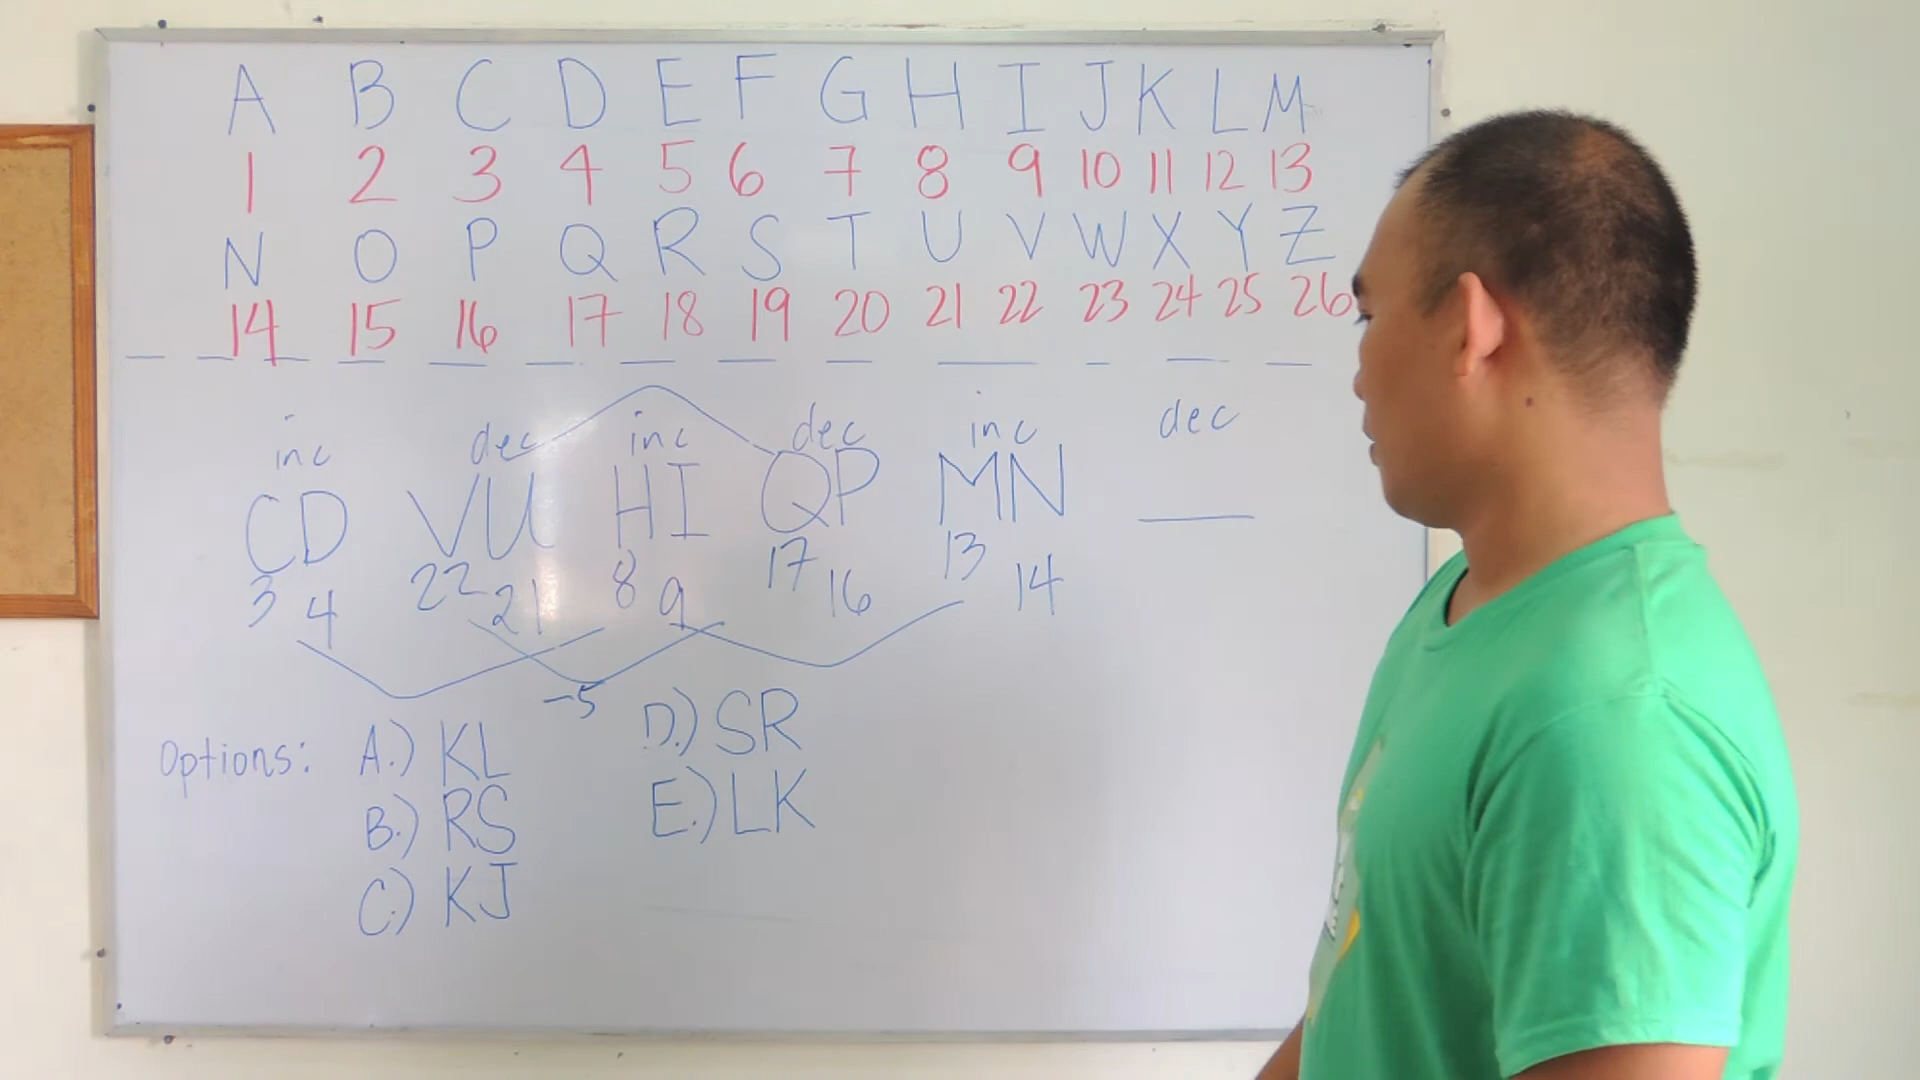 A B C D E F G H I J K L M
1 2 3 4 5 6 7 8 9 10 11 12 13
N O P Q R S T U V W X Y Z
14 15 16 17 18 19 20 21 22 23 24 25 26
inc dec inc dec inc dec
CD VU HI QP MN ___
3 4 22 21 8 9 17 16 13 14
-5
Options: A.) KL D.) SR
B.) RS E.) LK
C.) KJ